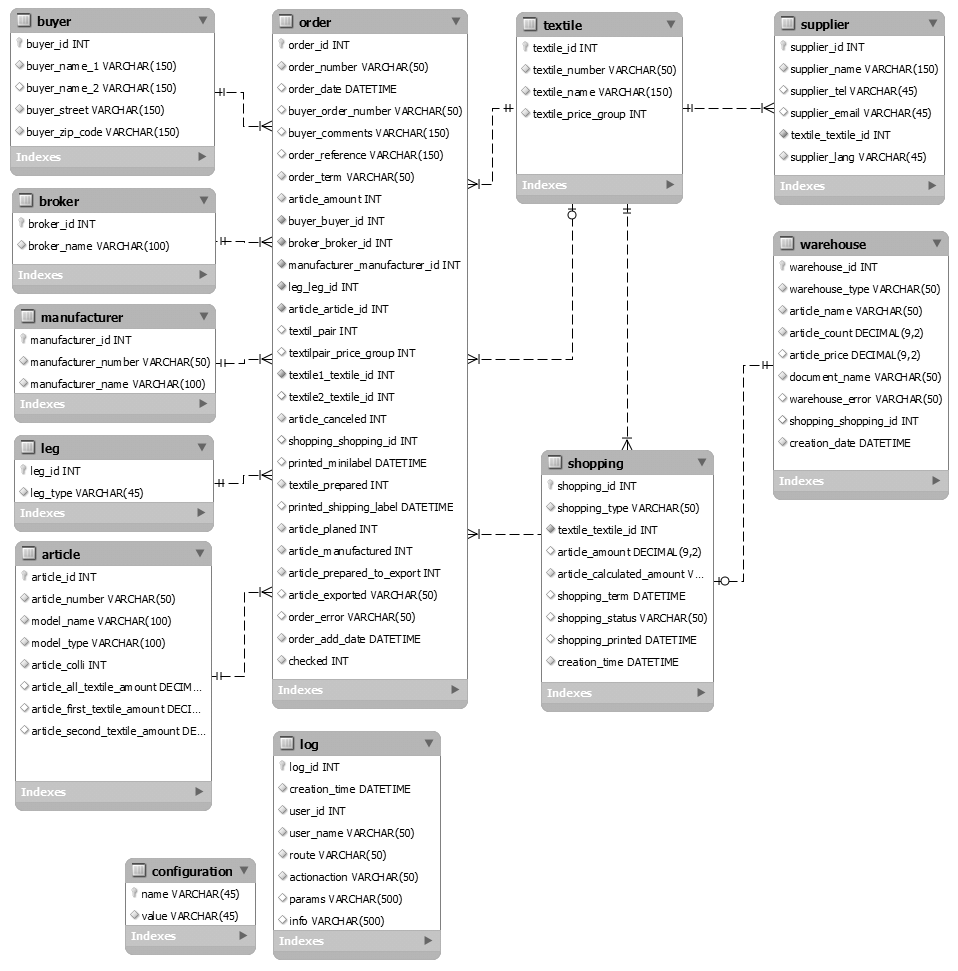 buyer
buyer_id INT
buyer_name_1 VARCHAR(150)
buyer_name_2 VARCHAR(150)
buyer_street VARCHAR(150)
buyer_zip_code VARCHAR(150)
Indexes
broker
broker_id INT
broker_name VARCHAR(100)
Indexes
manufacturer
manufacturer_id INT
manufacturer_number VARCHAR(50)
manufacturer_name VARCHAR(100)
Indexes
leg
leg_id INT
leg_type VARCHAR(45)
Indexes
article
article_id INT
article_number VARCHAR(50)
model_name VARCHAR(100)
model_type VARCHAR(100)
article_colli INT
article_all_textile_amount DECIM...
article_first_textile_amount DECI...
article_second_textile_amount DE...
Indexes
configuration
name VARCHAR(45)
value VARCHAR(45)
Indexes
order
order_id INT
order_number VARCHAR(50)
order_date DATETIME
buyer_order_number VARCHAR(50)
buyer_comments VARCHAR(150)
order_reference VARCHAR(150)
order_term VARCHAR(50)
article_amount INT
buyer_buyer_id INT
broker_broker_id INT
manufacturer_manufacturer_id INT
leg_leg_id INT
article_article_id INT
textil_pair INT
textilpair_price_group INT
textile1_textile_id INT
textile2_textile_id INT
article_canceled INT
shopping_shopping_id INT
printed_minilabel DATETIME
textile_prepared INT
printed_shipping_label DATETIME
article_planed INT
article_manufactured INT
article_prepared_to_export INT
article_exported VARCHAR(50)
order_error VARCHAR(50)
order_add_date DATETIME
checked INT
Indexes
log
log_id INT
creation_time DATETIME
user_id INT
user_name VARCHAR(50)
route VARCHAR(50)
actionaction VARCHAR(50)
params VARCHAR(500)
info VARCHAR(500)
Indexes
textile
textile_id INT
textile_number VARCHAR(50)
textile_name VARCHAR(150)
textile_price_group INT
Indexes
shopping
shopping_id INT
shopping_type VARCHAR(50)
textile_textile_id INT
article_amount DECIMAL(9,2)
article_calculated_amount V...
shopping_term DATETIME
shopping_status VARCHAR(50)
shopping_printed DATETIME
creation_time DATETIME
Indexes
supplier
supplier_id INT
supplier_name VARCHAR(150)
supplier_tel VARCHAR(45)
supplier_email VARCHAR(45)
textile_textile_id INT
supplier_lang VARCHAR(45)
Indexes
warehouse
warehouse_id INT
warehouse_type VARCHAR(50)
article_name VARCHAR(50)
article_count DECIMAL(9,2)
article_price DECIMAL(9,2)
document_name VARCHAR(50)
warehouse_error VARCHAR(50)
shopping_shopping_id INT
creation_date DATETIME
Indexes